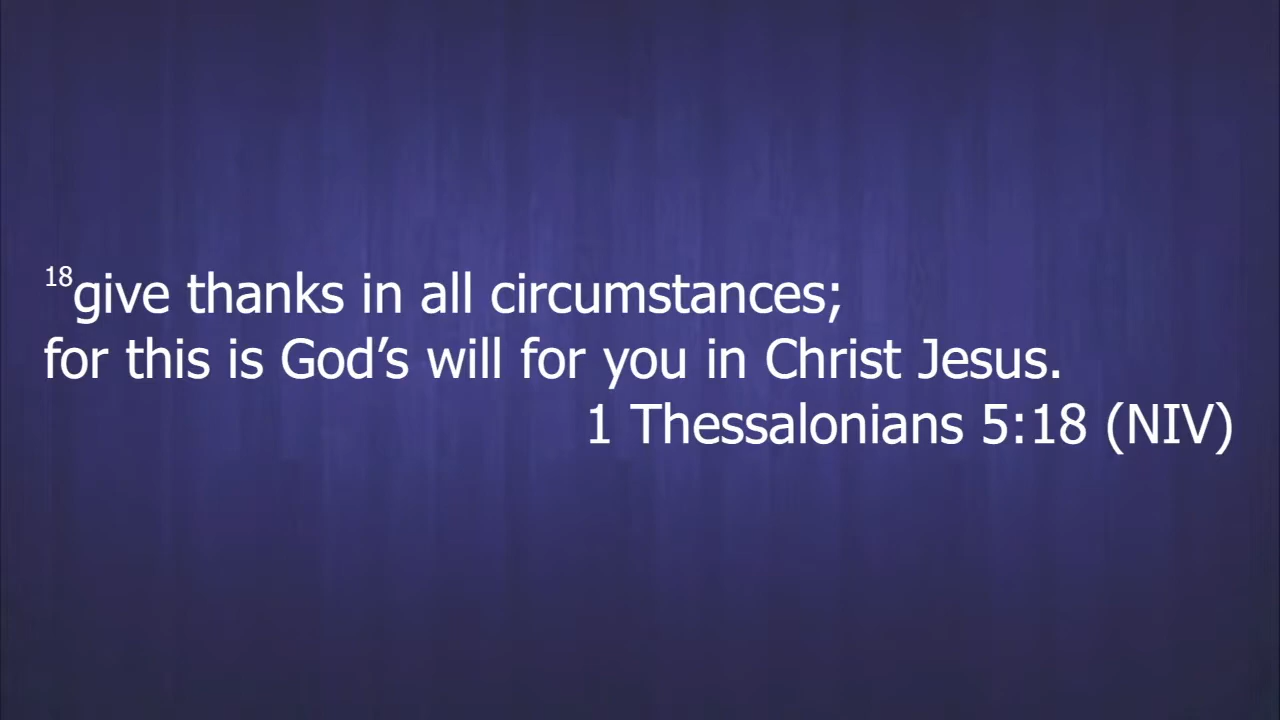 18give thanks in all circumstances;
for this is God’s will for you in Christ Jesus.
1 Thessalonians 5:18 (NIV)